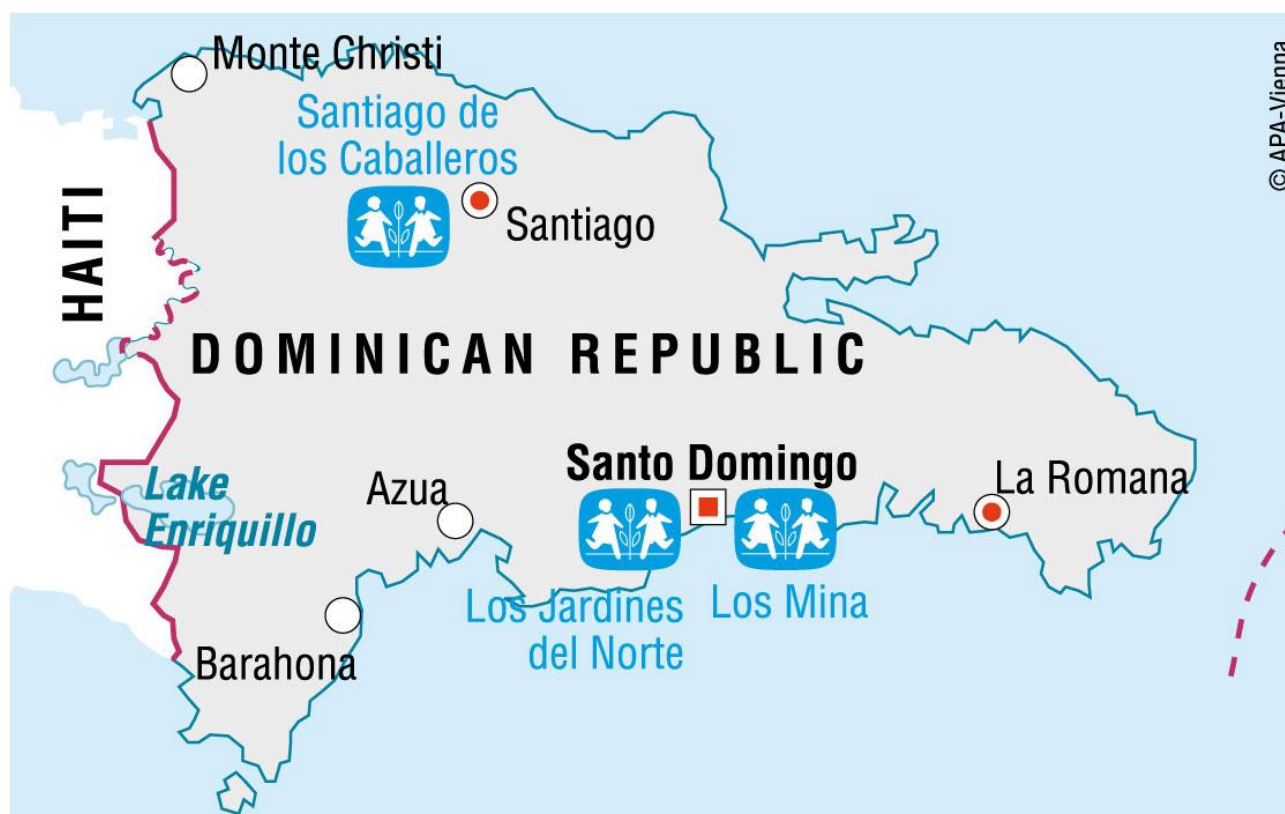 Monte Christi
© APA-Vienna
Santiago de
los Caballeros
Santiago
HAITI
DOMINICAN REPUBLIC
Santo Domingo
La Romana
Azua
Lake
Enriquillo
Los Jardines
del Norte
Los Mina
Barahona